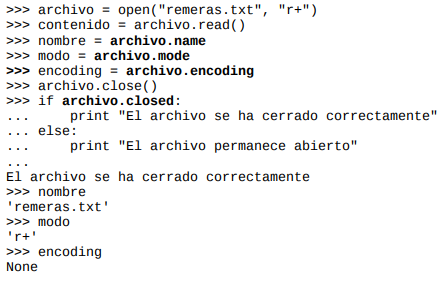 >>> archivo = open("remeras.txt", "r+")
>>> contenido = archivo.read()
>>> nombre = archivo.name
>>> modo = archivo.mode
>>> encoding = archivo.encoding
>>> archivo.close()
>>> if archivo.closed:
...     print "El archivo se ha cerrado correctamente"
... else:
...     print "El archivo permanece abierto"
...
El archivo se ha cerrado correctamente
>>> nombre
'remeras.txt'
>>> modo
'r+'
>>> encoding
None